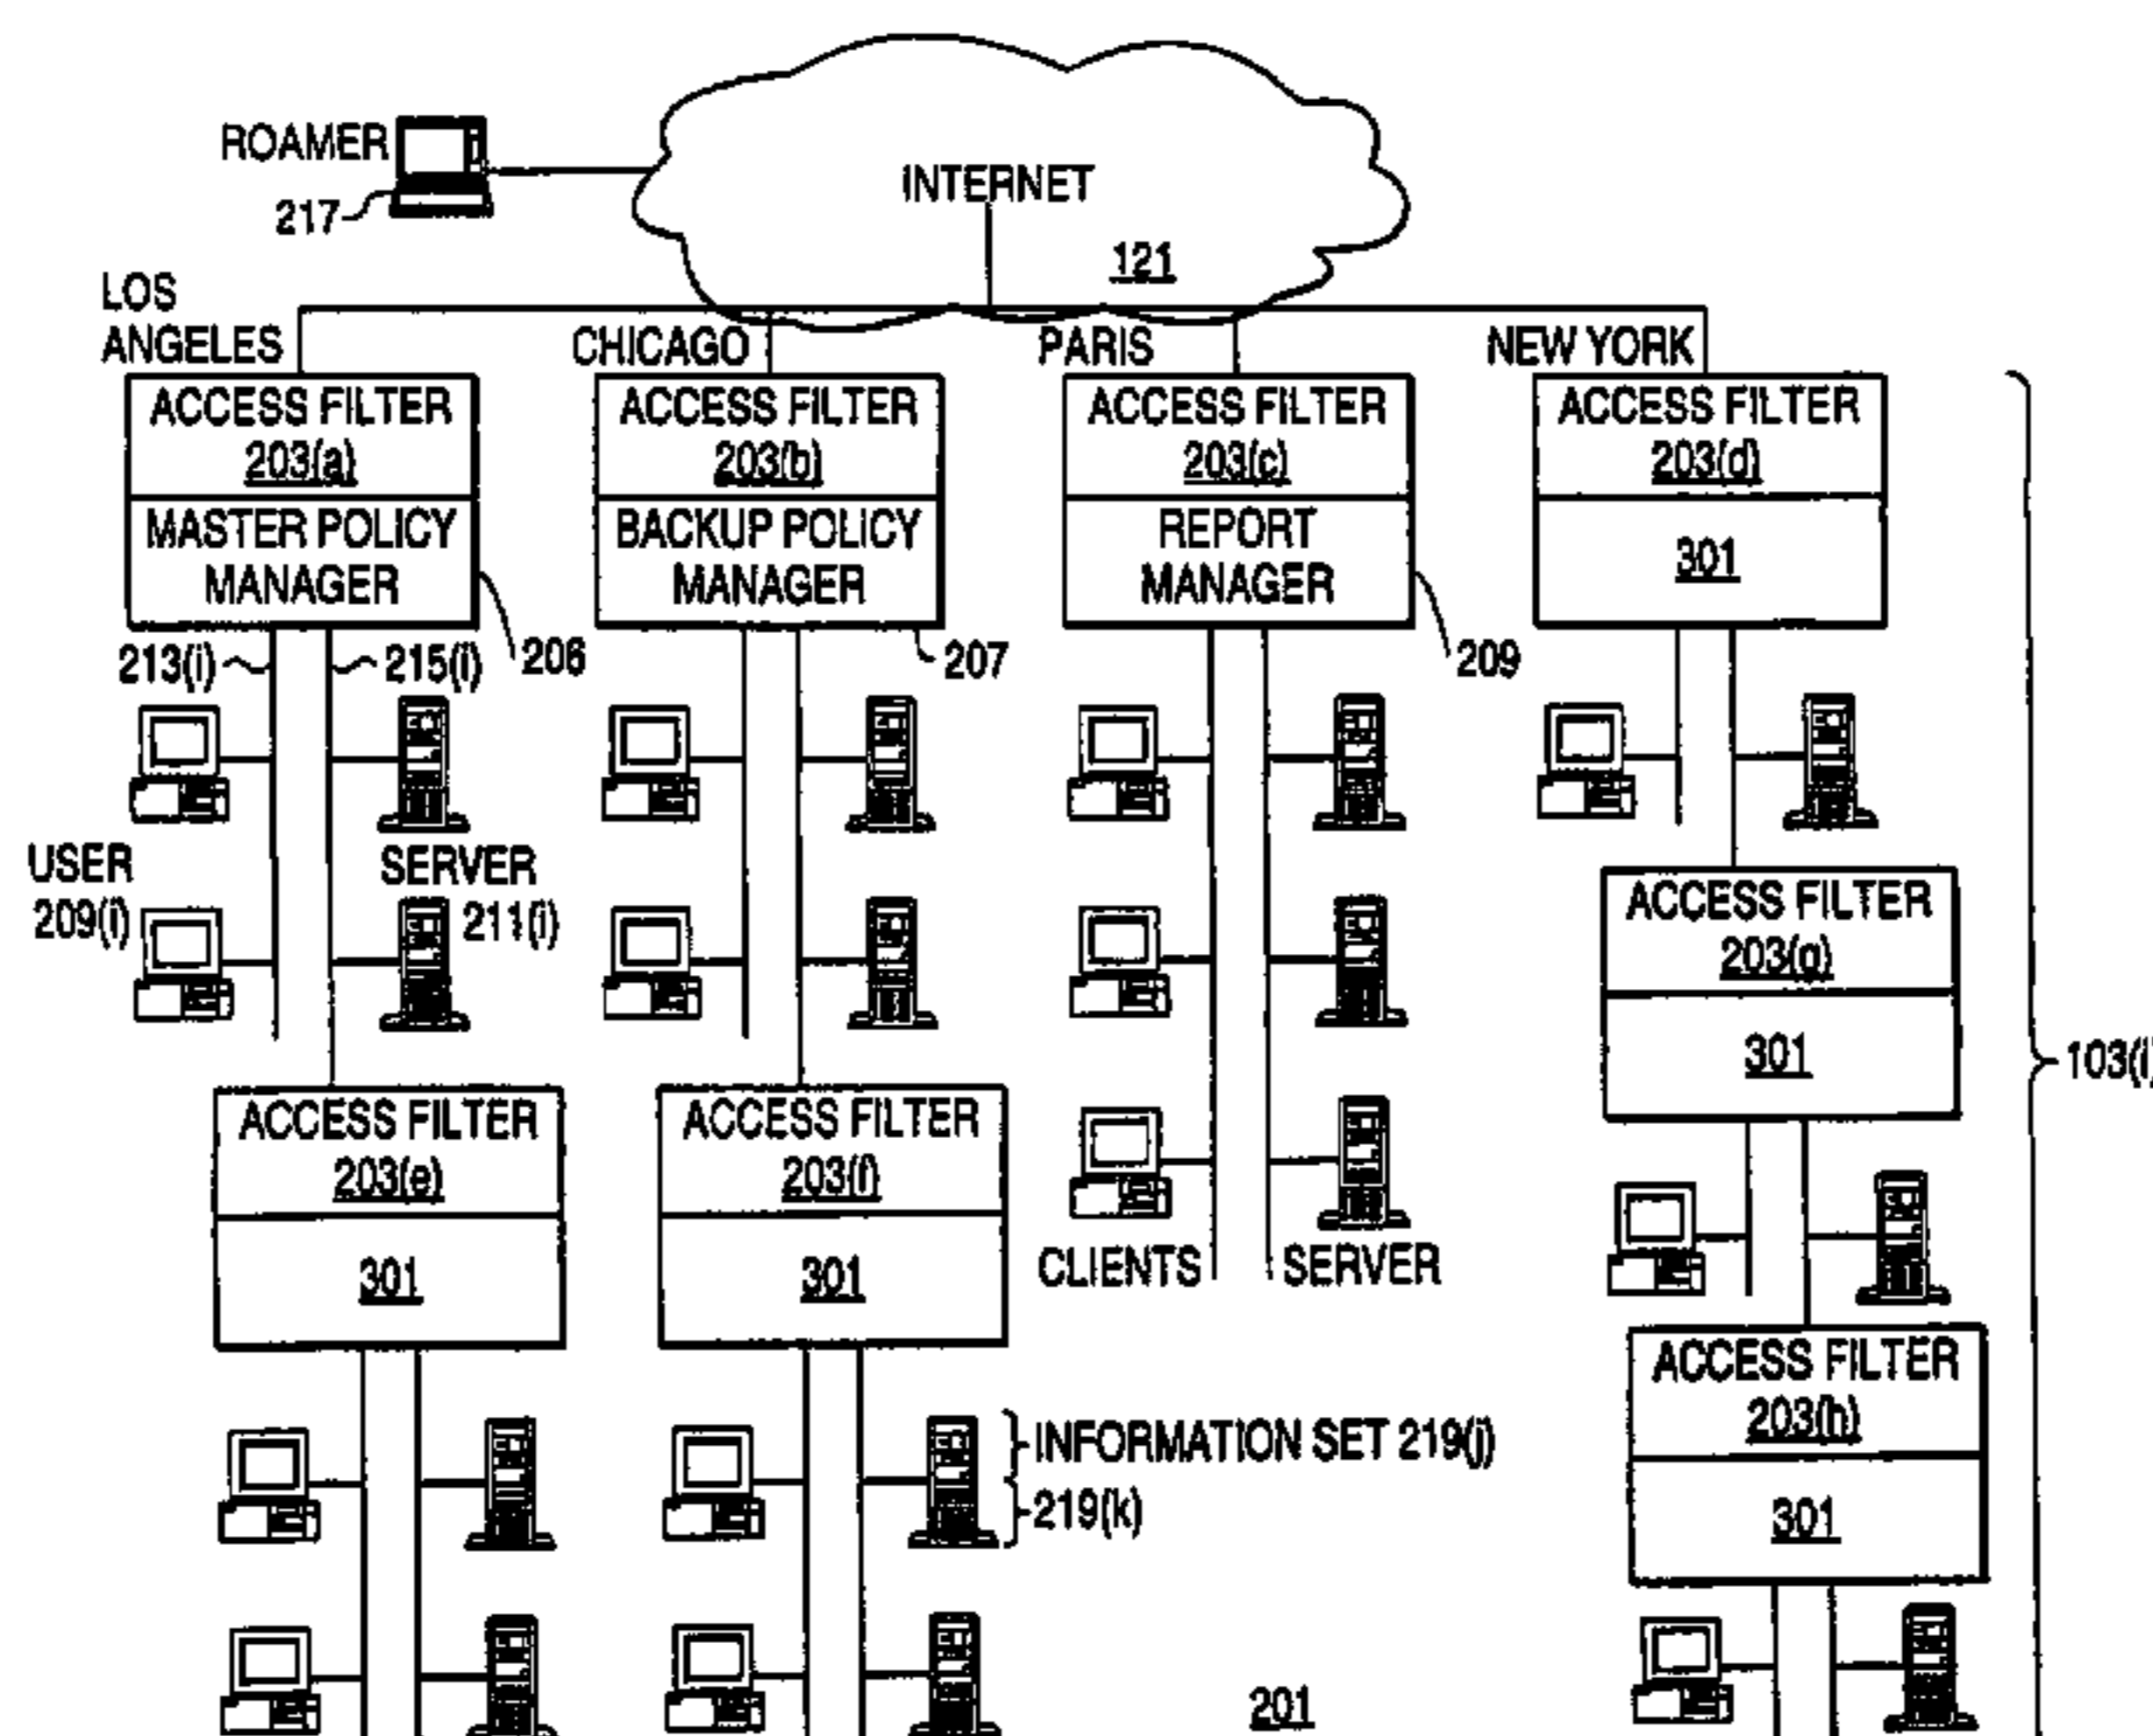 ROAMER
217
INTERNET
121
LOS
ANGELES
CHICAGO
PARIS
NEW YORK
ACCESS FILTER
203(a)
MASTER POLICY
MANAGER
ACCESS FILTER
203(b)
BACKUP POLICY
MANAGER
ACCESS FILTER
203(c)
REPORT
MANAGER
ACCESS FILTER
203(d)
301
213(i)
215(i)
206
207
209
USER
209(i)
SERVER
211(i)
ACCESS FILTER
203(g)
301
103(i)
ACCESS FILTER
203(e)
301
ACCESS FILTER
203(f)
301
CLIENTS
SERVER
ACCESS FILTER
203(h)
301
INFORMATION SET 219(j)
219(k)
201